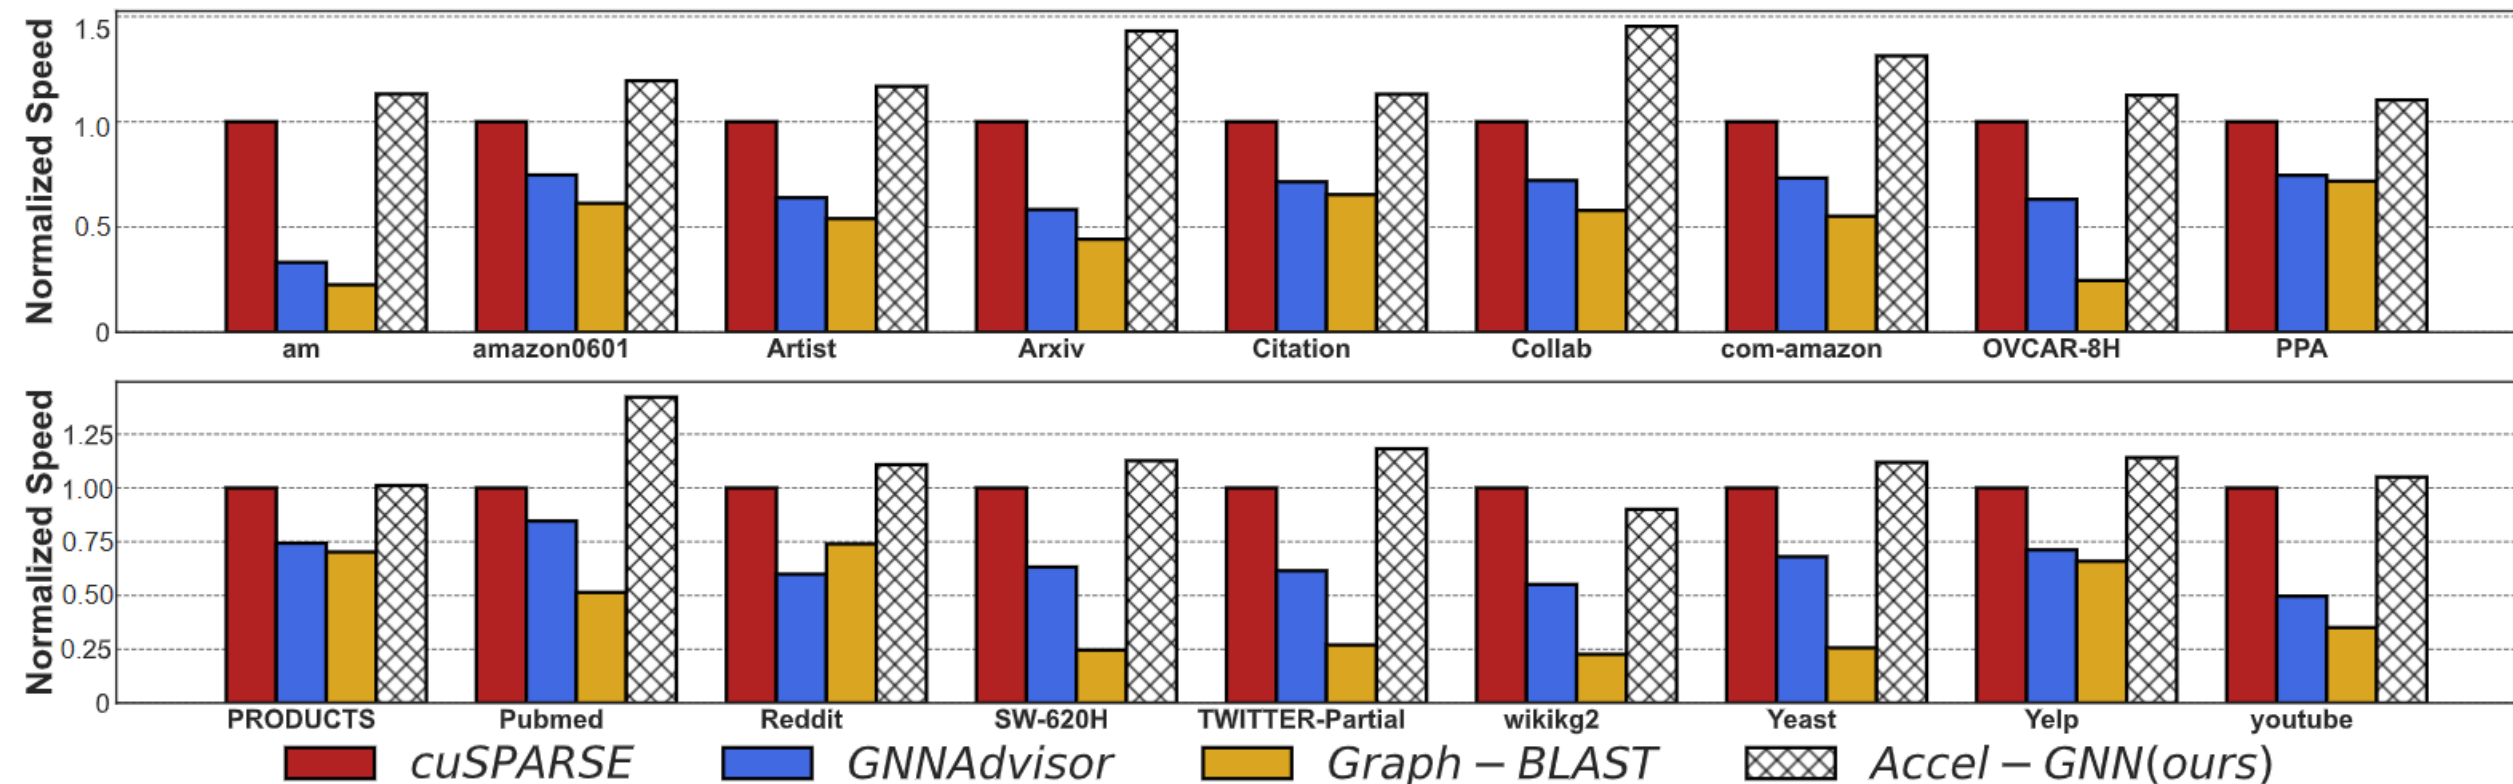 Normalized Speed
1.5
1.0
0.5
0
am amazon0601 Artist Arxiv Citation Collab com-amazon OVCAR-8H PPA
Normalized Speed
1.25
1.00
0.75
0.50
0.25
0
PRODUCTS Pubmed Reddit SW-620H TWITTER-Partial wikikg2 Yeast Yelp youtube
cuSPARSE GNNAdvisor Graph – BLAST Accel – GNN(ours)